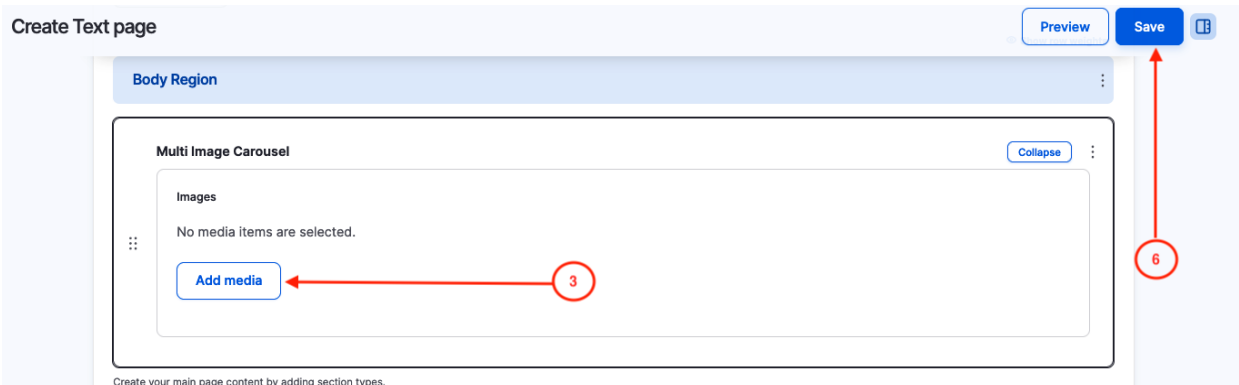 Create Text page
Preview
Save
Body Region
Multi Image Carousel
Collapse
Images
No media items are selected.
Add media
3
6
Create your main page content by adding section types.